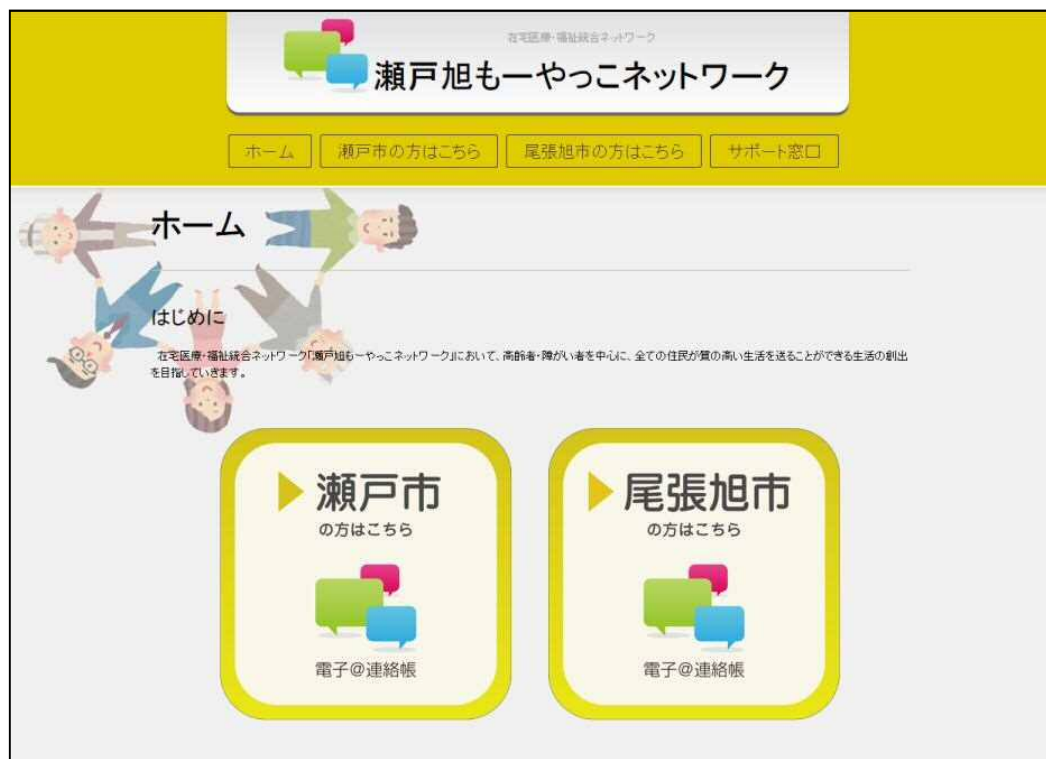 在宅医療・福祉統合ネットワーク
瀬戸旭もーやっこネットワーク
ホーム
瀬戸市の方はこちら
尾張旭市の方はこちら
サポート窓口
ホーム
はじめに
在宅医療・福祉統合ネットワーク「瀬戸旭もーやっこネットワーク」において、高齢者・障がい者を中心に、全ての住民が質の高い生活を送ることができる生活の創出
を目指していきます。
瀬戸市
の方はこちら
電子@連絡帳
尾張旭市
の方はこちら
電子@連絡帳